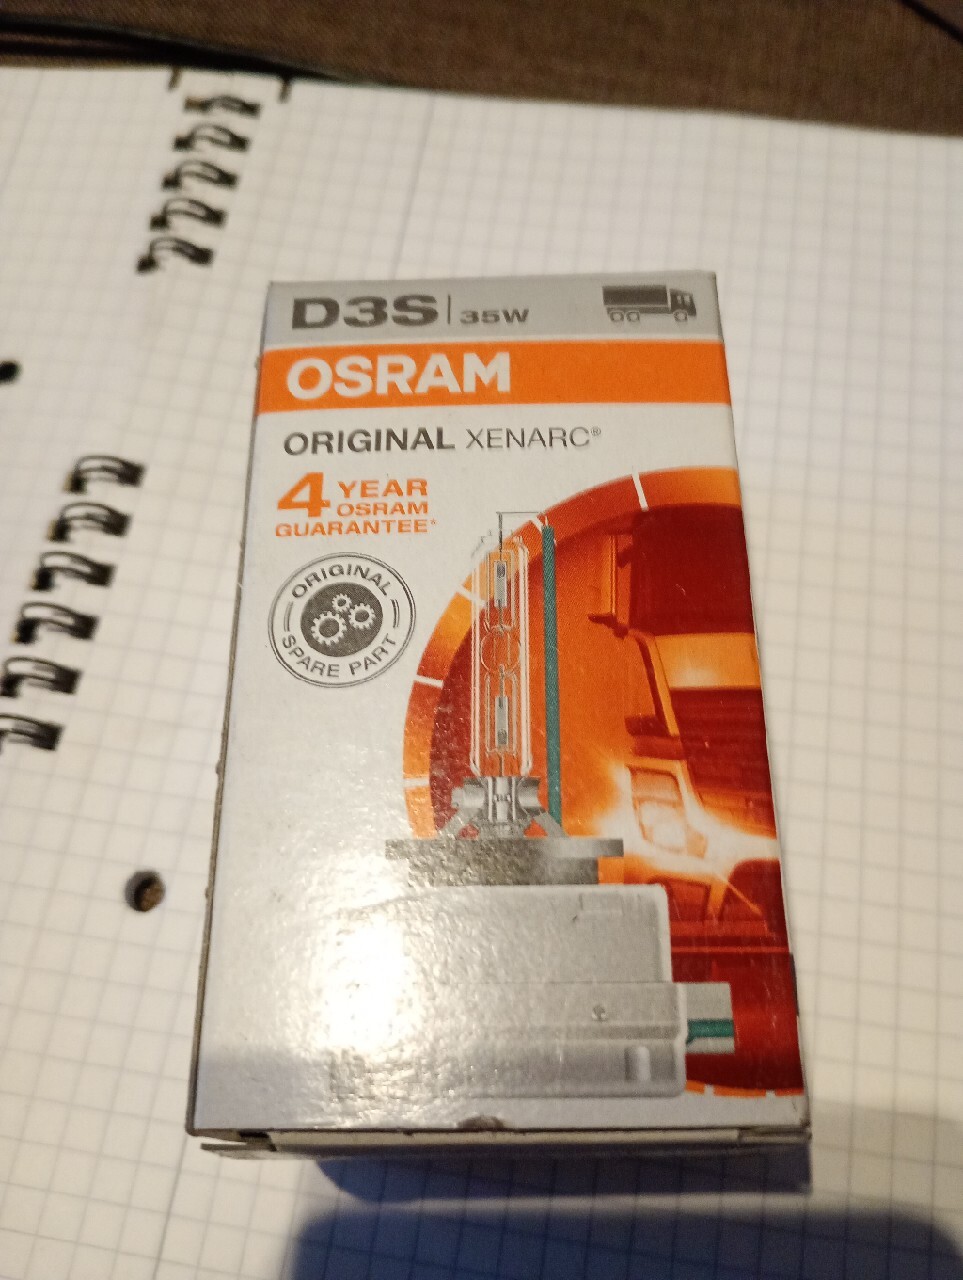 D3S | 35W
OSRAM
ORIGINAL XENARC®
4 YEAR
OSRAM
GUARANTEE*
ORIGINAL
SPARE PART